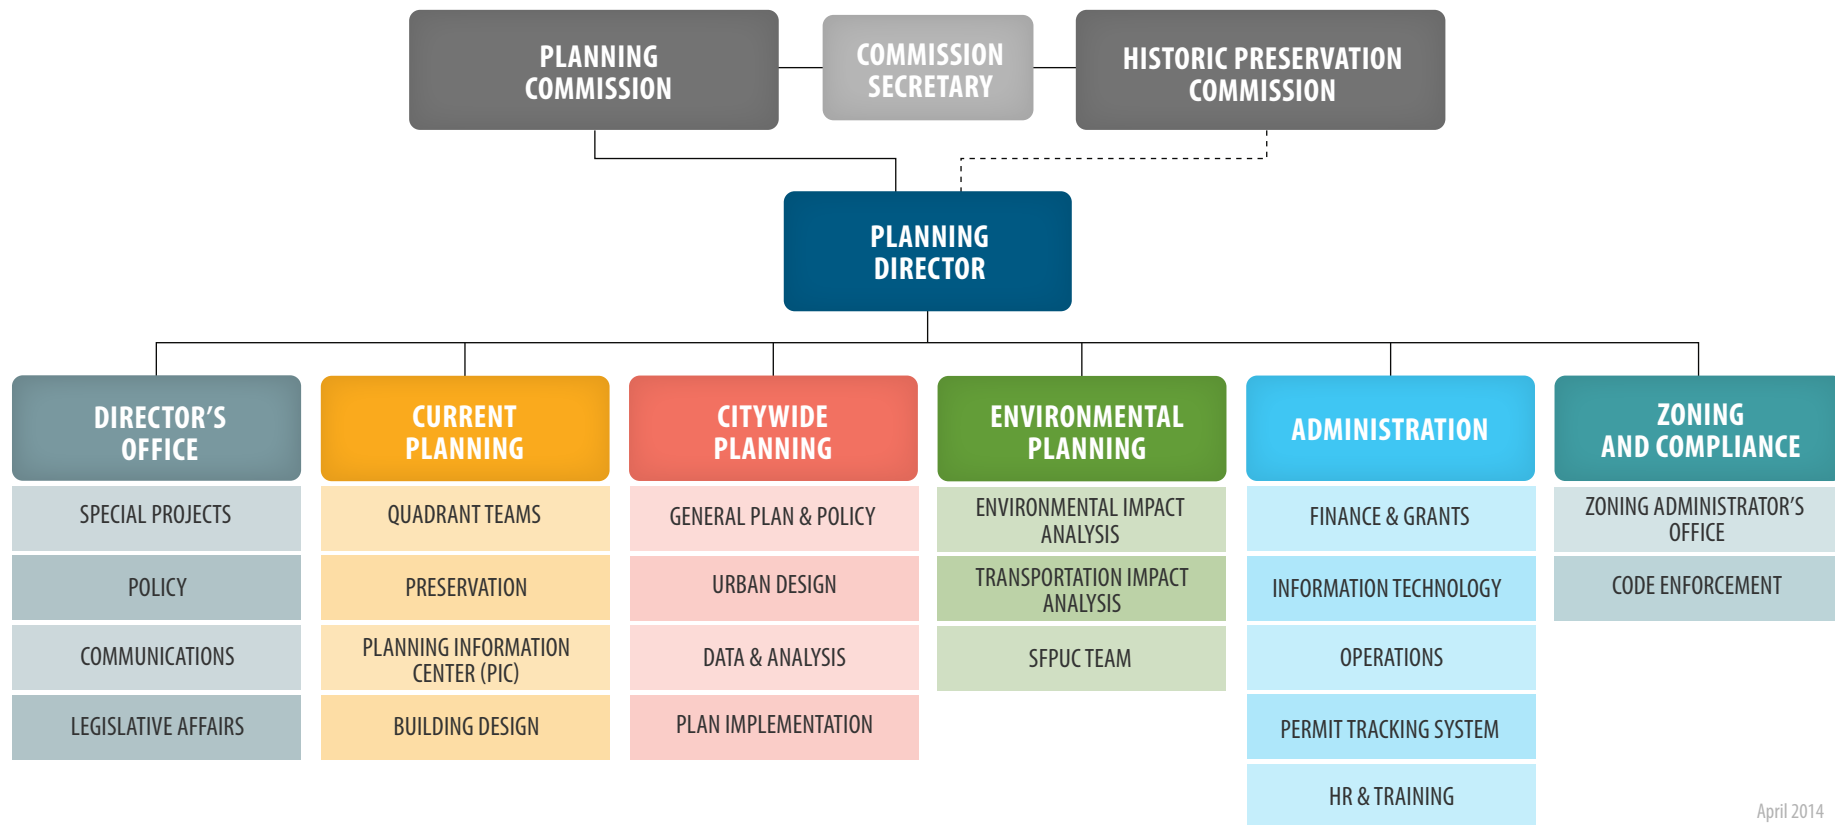 PLANNING
COMMISSION
COMMISSION
SECRETARY
HISTORIC PRESERVATION
COMMISSION
PLANNING
DIRECTOR
DIRECTOR'S
OFFICE
SPECIAL PROJECTS
POLICY
COMMUNICATIONS
LEGISLATIVE AFFAIRS
CURRENT
PLANNING
QUADRANT TEAMS
PRESERVATION
PLANNING INFORMATION
CENTER (PIC)
BUILDING DESIGN
CITYWIDE
PLANNING
GENERAL PLAN & POLICY
URBAN DESIGN
DATA & ANALYSIS
PLAN IMPLEMENTATION
ENVIRONMENTAL
PLANNING
ENVIRONMENTAL IMPACT
ANALYSIS
TRANSPORTATION IMPACT
ANALYSIS
SFPUC TEAM
ADMINISTRATION
FINANCE & GRANTS
INFORMATION TECHNOLOGY
OPERATIONS
PERMIT TRACKING SYSTEM
HR & TRAINING
ZONING
AND COMPLIANCE
ZONING ADMINISTRATOR'S
OFFICE
CODE ENFORCEMENT
April 2014